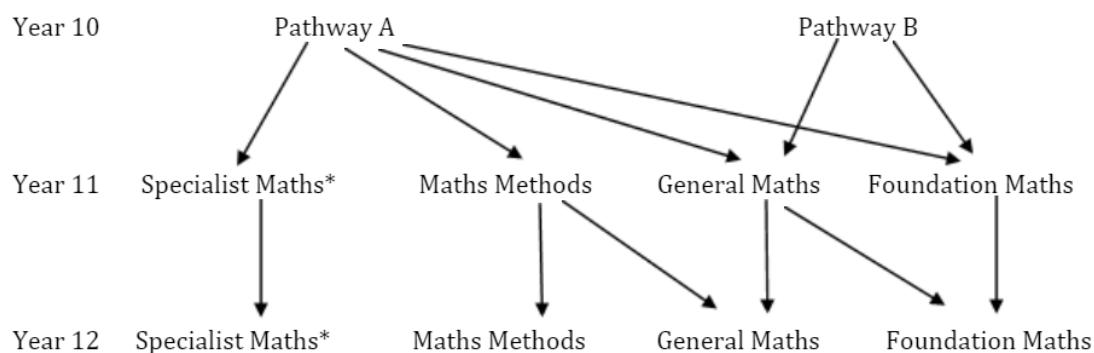 Year 10 Pathway A Pathway B
Year 11 Specialist Maths* Maths Methods General Maths Foundation Maths
Year 12 Specialist Maths* Maths Methods General Maths Foundation Maths